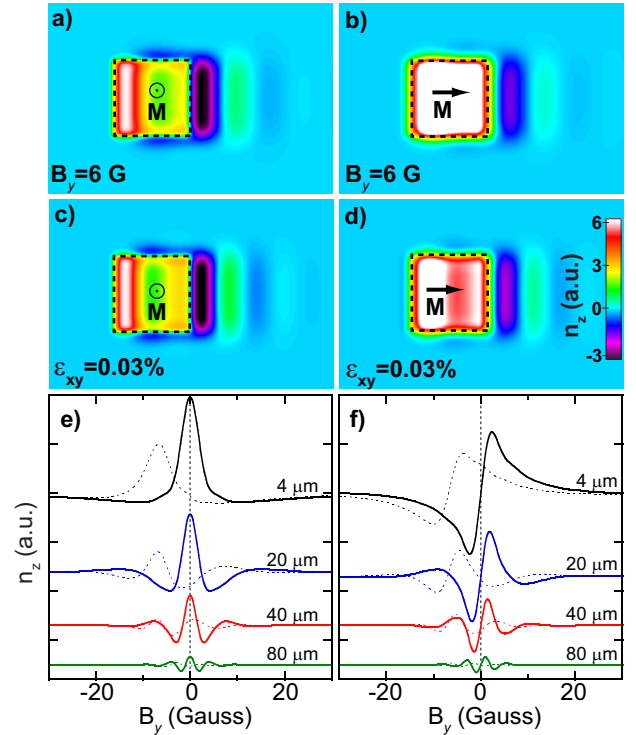 a)
b)
M
M
B_y=6 G
B_y=6 G
c)
d)
M
M
6
3
0
-3
n_z (a.u.)
ε_xy=0.03%
ε_xy=0.03%
e)
f)
4 μm
4 μm
20 μm
20 μm
40 μm
40 μm
80 μm
80 μm
n_z (a.u.)
-20
0
20
-20
0
20
B_y (Gauss)
B_y (Gauss)